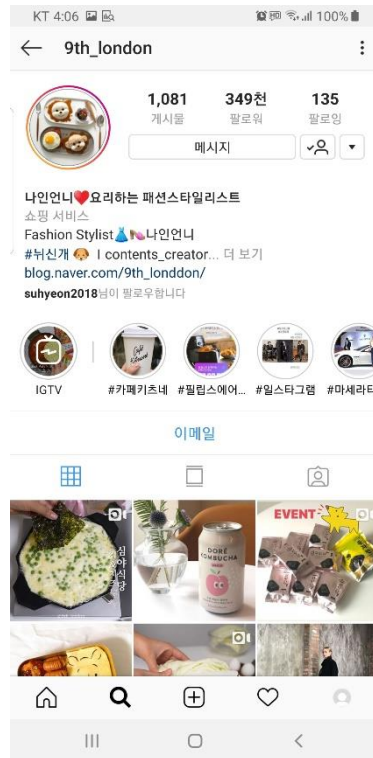 KT 4:06
100%
9th_london
1,081 349천 135
게시물 팔로워 팔로잉
메시지
나인언니❤️요리하는 패션스타일리스트
쇼핑 서비스
Fashion Stylist👗👠나인언니
#뉘신개🐶 I contents_creator... 더 보기
blog.naver.com/9th_londdon/
suhyeon2018님이 팔로우합니다
IGTV #카페키츠네 #필립스에어... #일스타그램 #마세라티
이메일
심야식당
DORÉ
KOMBUCHA
EVENT